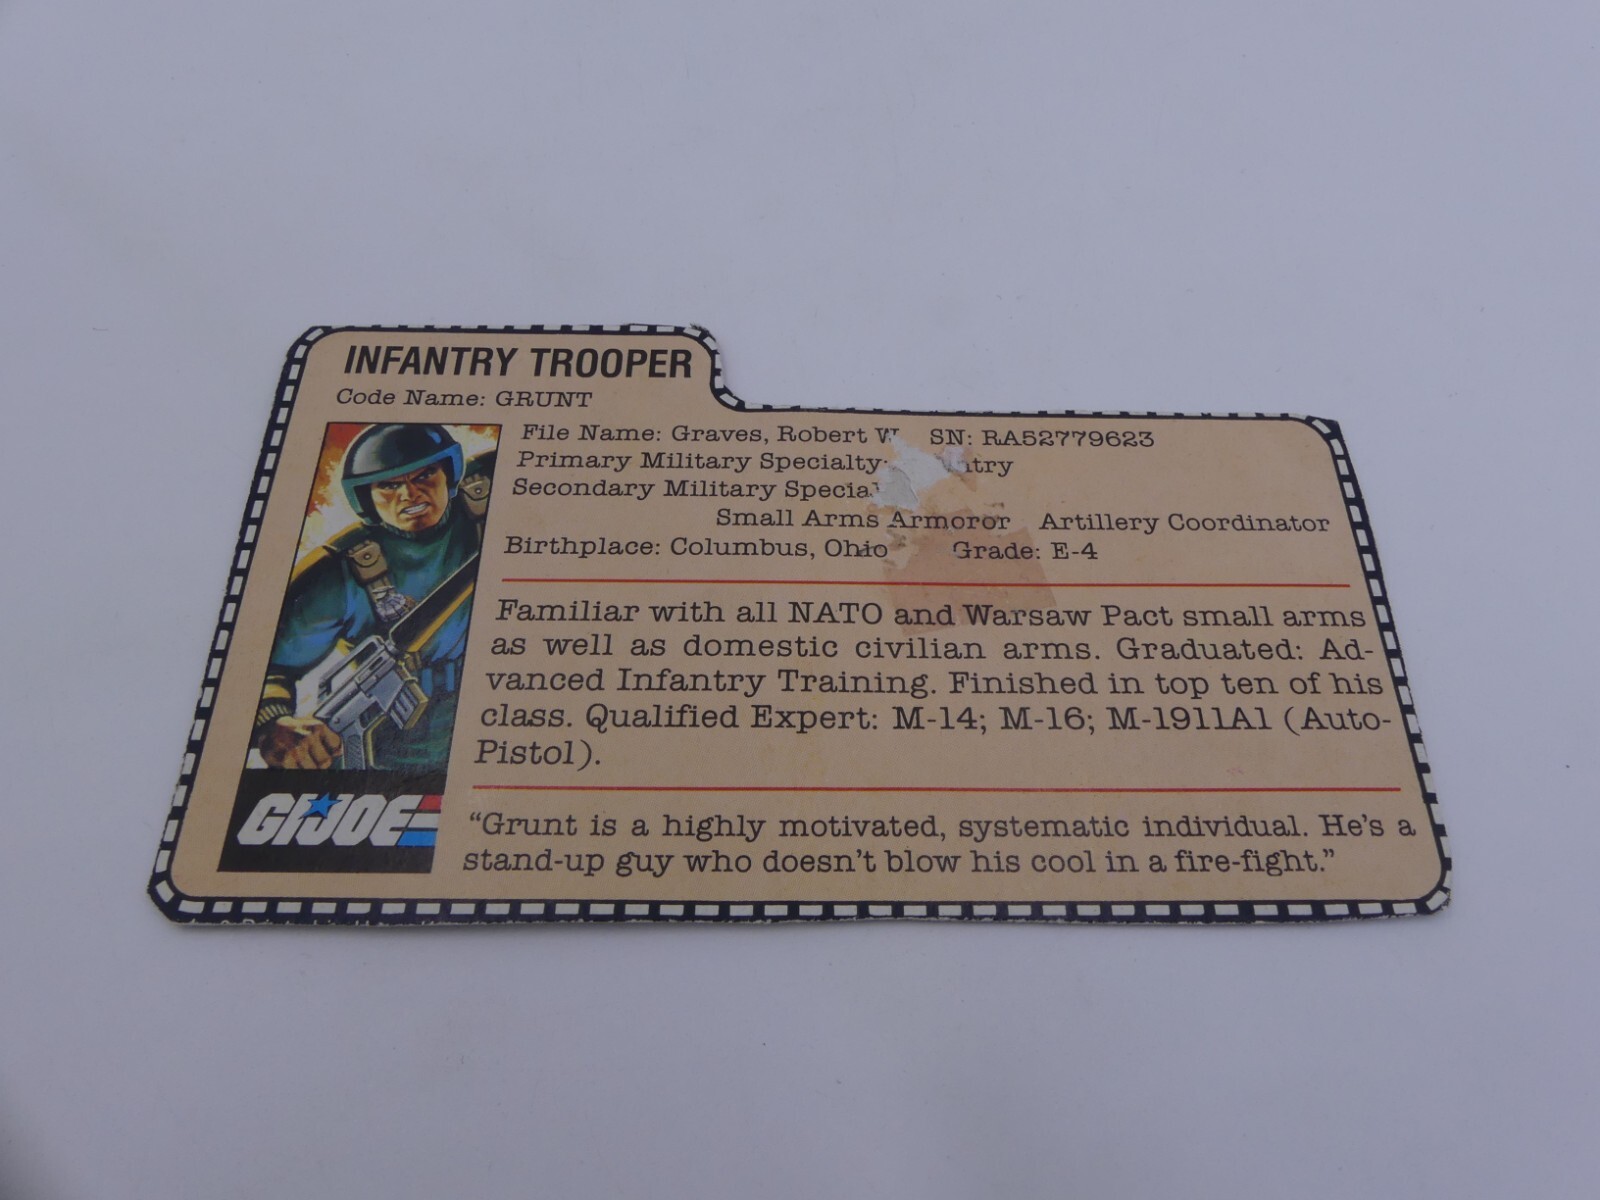 INFANTRY TROOPER
Code Name: GRUNT
File Name: Graves, Robert W. SN: RA52779623
Primary Military Specialty:
Secondary Military
Small Arms Armoror Artillery Coordinator
Birthplace: Columbus, Ohio Grade: E-4
Familiar with all NATO and Warsaw Pact small arms
as well as domestic civilian arms. Graduated: Ad-
vanced Infantry Training. Finished in top ten of his
class. Qualified Expert: M-14; M-16; M-1911A1 (Auto-
Pistol).
GI JOE
"Grunt is a highly motivated, systematic individual. He's a
stand-up guy who doesn't blow his cool in a fire-fight."